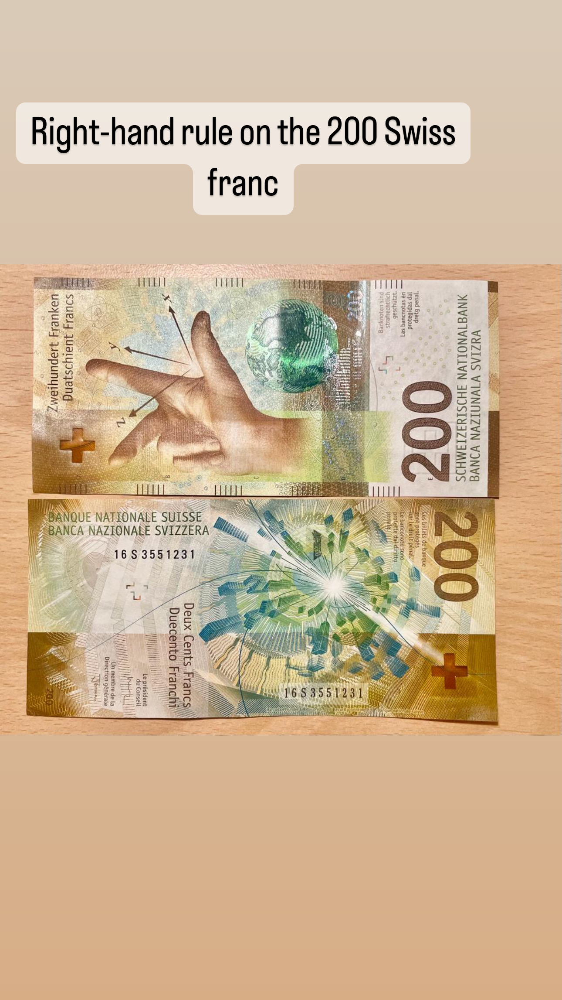 Right-hand rule on the 200 Swiss
franc
Zweihundert Franken
Duatschient Francs
x
y
z
Banknoten sind
strafrechtlich
geschützt.
Las bancnotas èn
protegidas dal
dretg penal.
200
SCHWEIZERISCHE NATIONALBANK
BANCA NAZIUNALA SVIZRA
BANQUE NATIONALE SUISSE
BANCA NAZIONALE SVIZZERA
16 S 3551231
Deux Cents Francs
Duecento Franchi
Le président
du Conseil
Un membre de la
Direction générale
200
Les billets de banque
sont protégés
par le droit pénal.
Le banconote sono
protette dal diritto
penale.
200
16 S 3551231